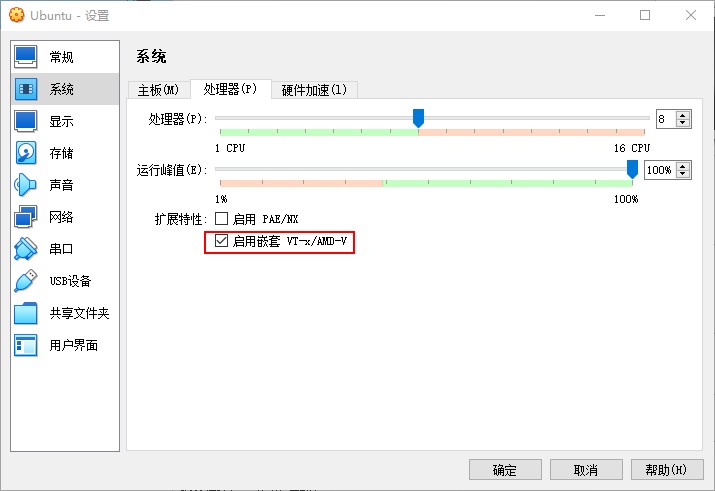 Ubuntu - 设置
常规
系统
显示
存储
声音
网络
串口
USB设备
共享文件夹
用户界面
系统
主板(M) 处理器(P) 硬件加速(l)
处理器(P): 8
1 CPU 16 CPU
运行峰值(E): 100%
1% 100%
扩展特性: 启用 PAE/NX
启用嵌套 VT-x/AMD-V
确定 取消 帮助(H)